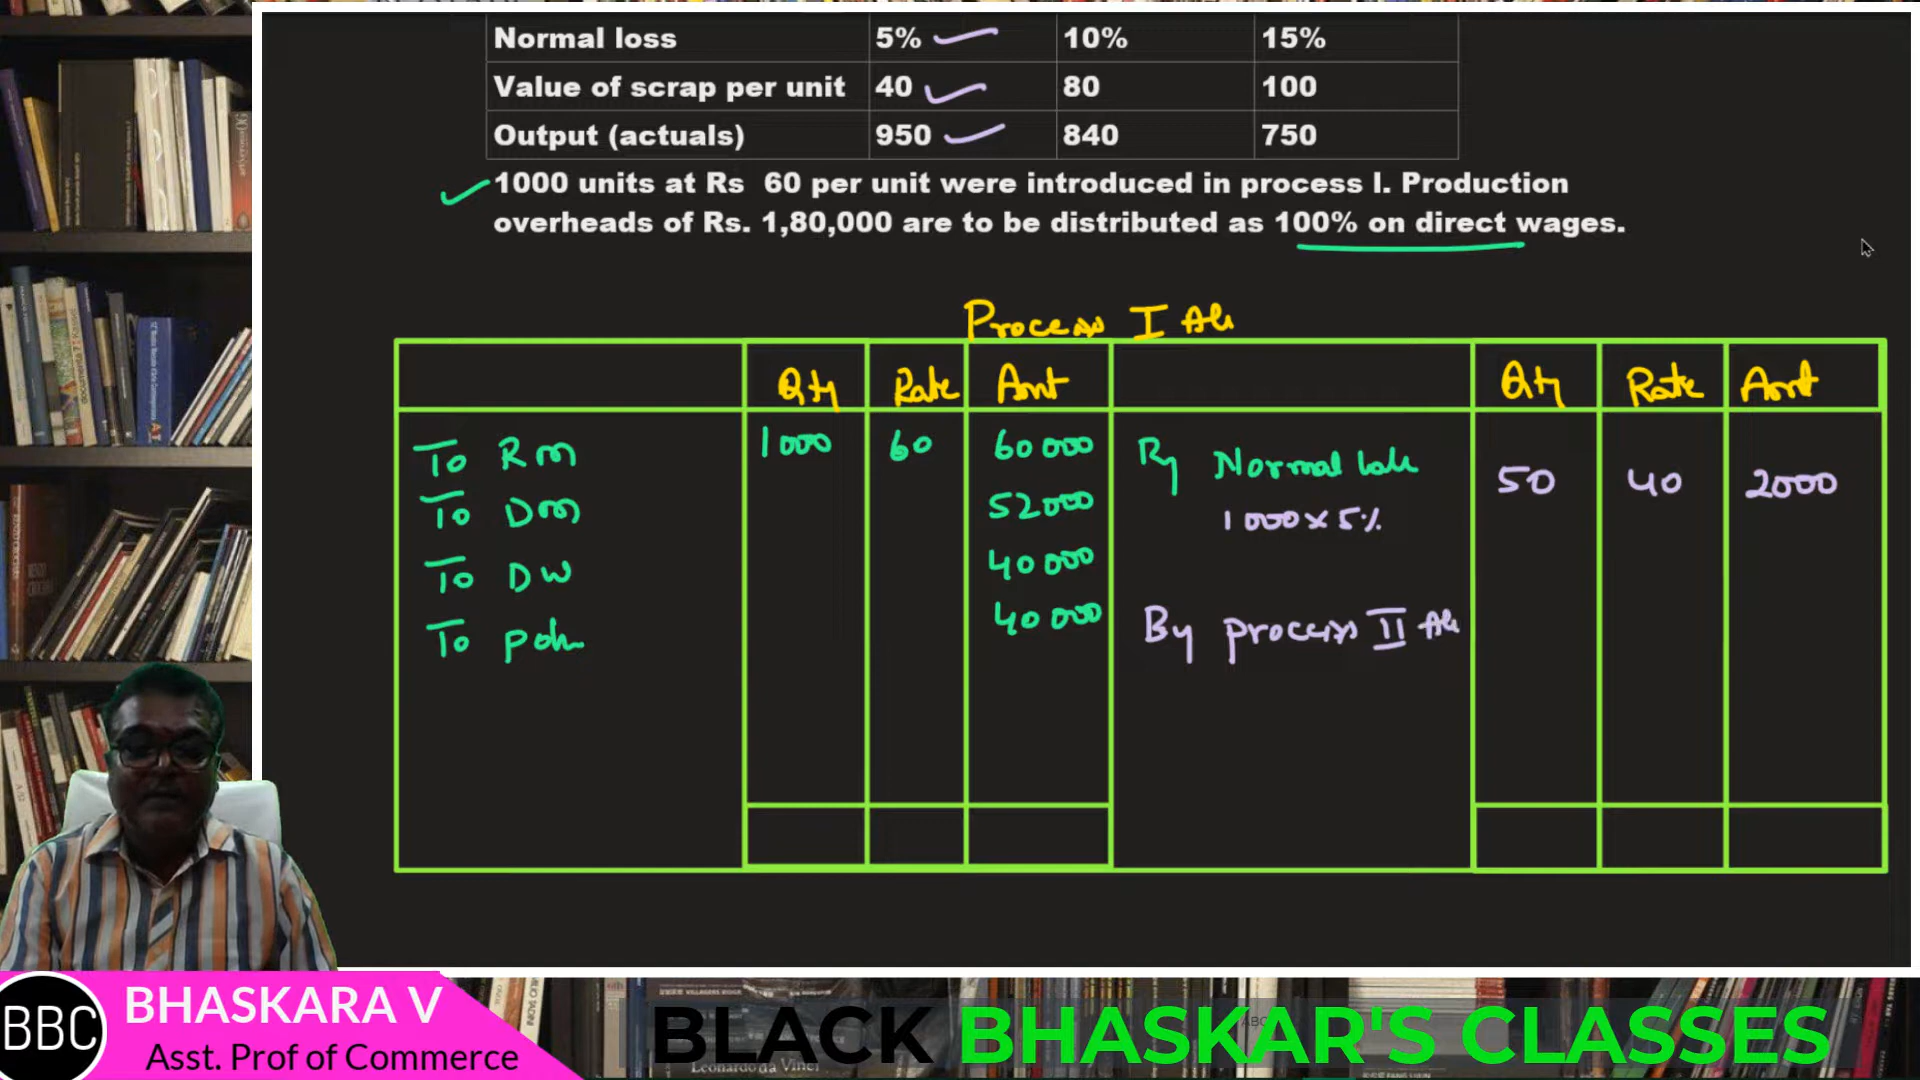 Normal loss 5% 10% 15%
Value of scrap per unit 40 80 100
Output (actuals) 950 840 750
1000 units at Rs 60 per unit were introduced in process I. Production
overheads of Rs. 1,80,000 are to be distributed as 100% on direct wages.
Process I A/c
Qty Rate Amt Qty Rate Amt
To Rm 1000 60 60000 By Normal loss 50 40 2000
To Dm 52000 1000 x 5%
To DW 40000
To poh 40000 By process II A/c
BBC
BHASKARA V
Asst. Prof of Commerce
BLACK BHASKAR'S CLASSES
Leonardo da Vinci